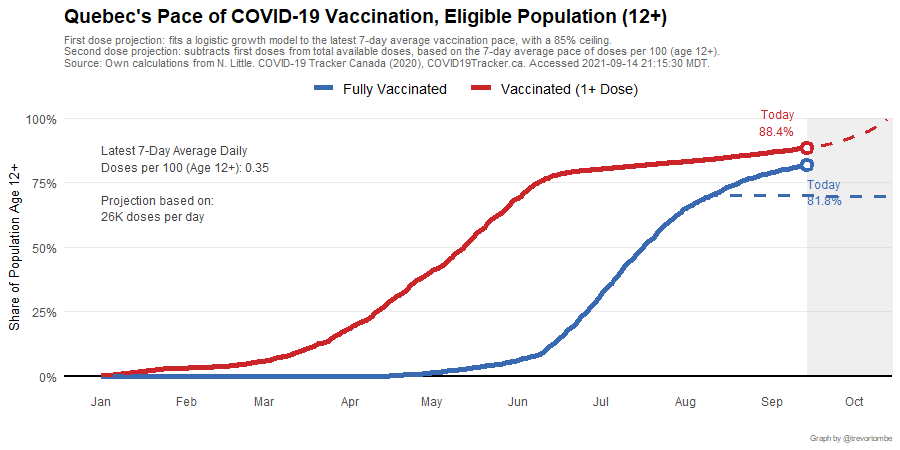 Quebec's Pace of COVID-19 Vaccination, Eligible Population (12+)
First dose projection: fits a logistic growth model to the latest 7-day average vaccination pace, with a 85% ceiling.
Second dose projection: subtracts first doses from total available doses, based on the 7-day average pace of doses per 100 (age 12+).
Source: Own calculations from N. Little. COVID-19 Tracker Canada (2020), COVID19Tracker.ca. Accessed 2021-09-14 21:15:30 MDT.
Fully Vaccinated
Vaccinated (1+ Dose)
Share of Population Age 12+
100%
75%
50%
25%
0%
Latest 7-Day Average Daily
Doses per 100 (Age 12+): 0.35
Projection based on:
26K doses per day
Today
88.4%
Today
81.8%
Jan Feb Mar Apr May Jun Jul Aug Sep Oct
Graph by @trevortombe